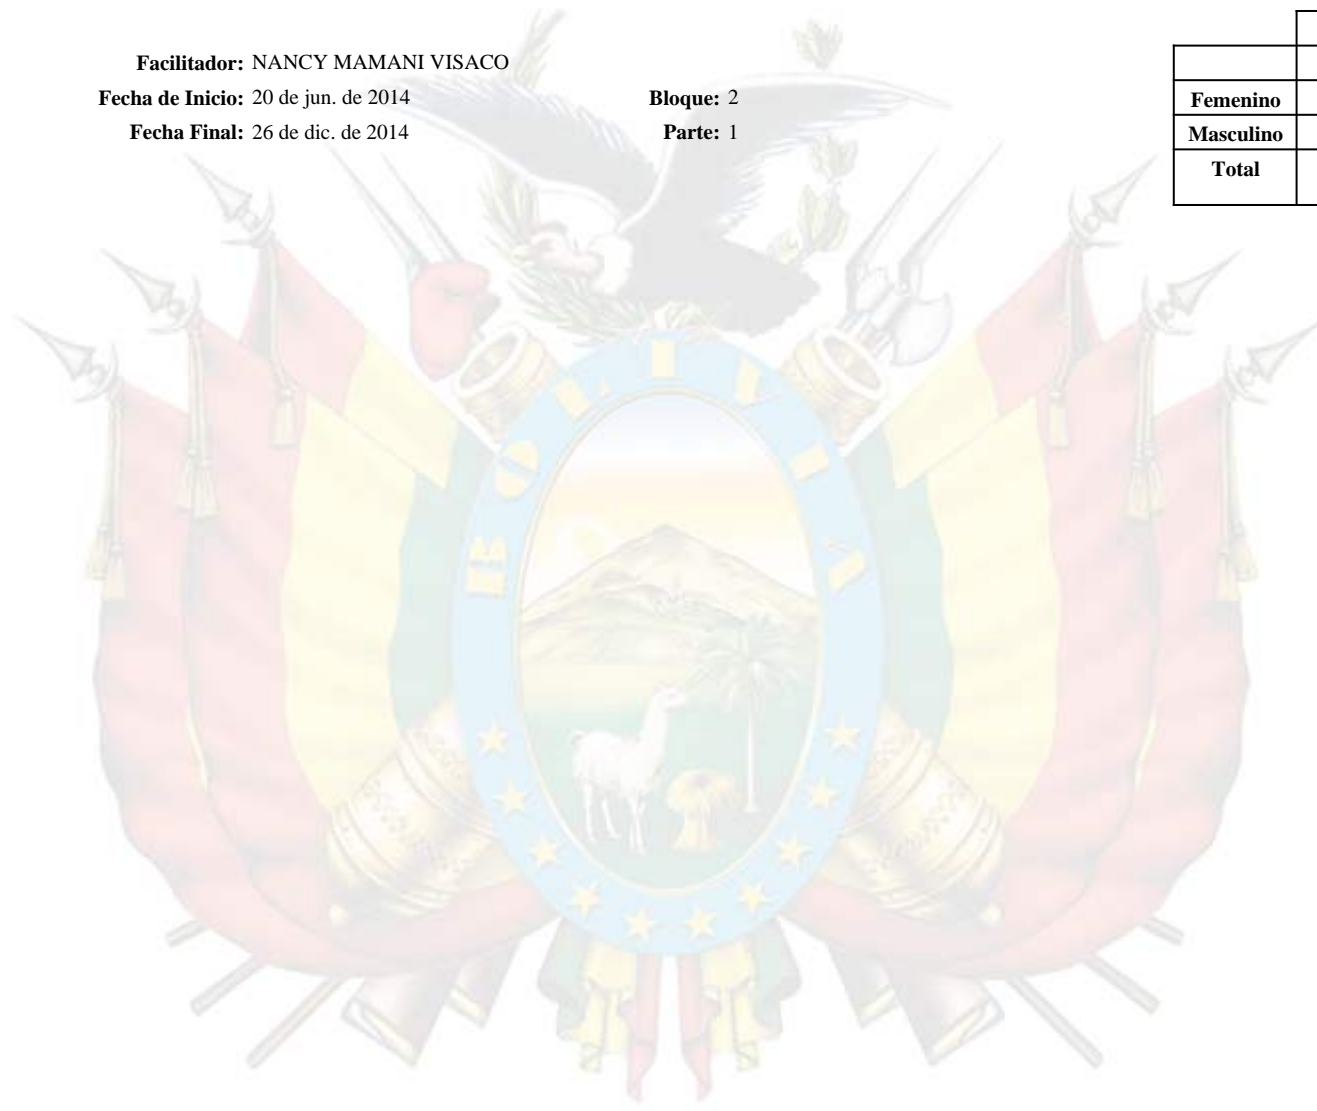 Facilitador: NANCY MAMANI VISACO
Fecha de Inicio: 20 de jun. de 2014 Bloque: 2
Fecha Final: 26 de dic. de 2014 Parte: 1
Femenino
Masculino
Total
BOLIVIA